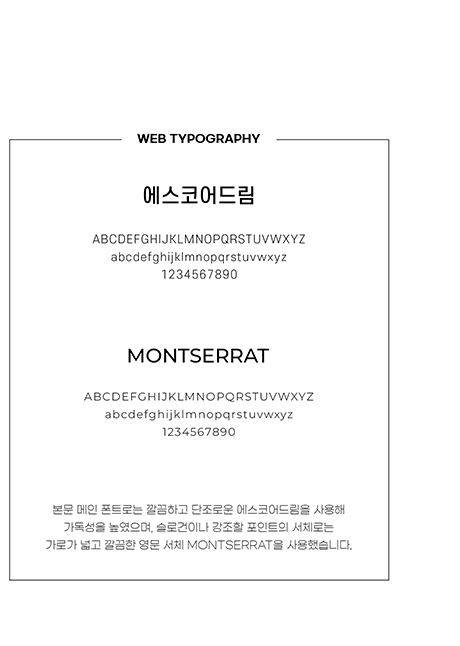 WEB TYPOGRAPHY
에스코어드림
ABCDEFGHIJKLMNOPQRSTUVWXYZ
abcdefghijklmnopqrstuvwxyz
1234567890
MONTSERRAT
ABCDEFGHIJKLMNOPQRSTUVWXYZ
abcdefghijklmnopqrstuvwxyz
1234567890
본문 메인 폰트로는 깔끔하고 단조로운 에스코어드림을 사용해
가독성을 높였으며, 슬로건이나 강조할 포인트의 서체로는
가로가 넓고 깔끔한 영문 서체 MONTSERRAT을 사용했습니다.